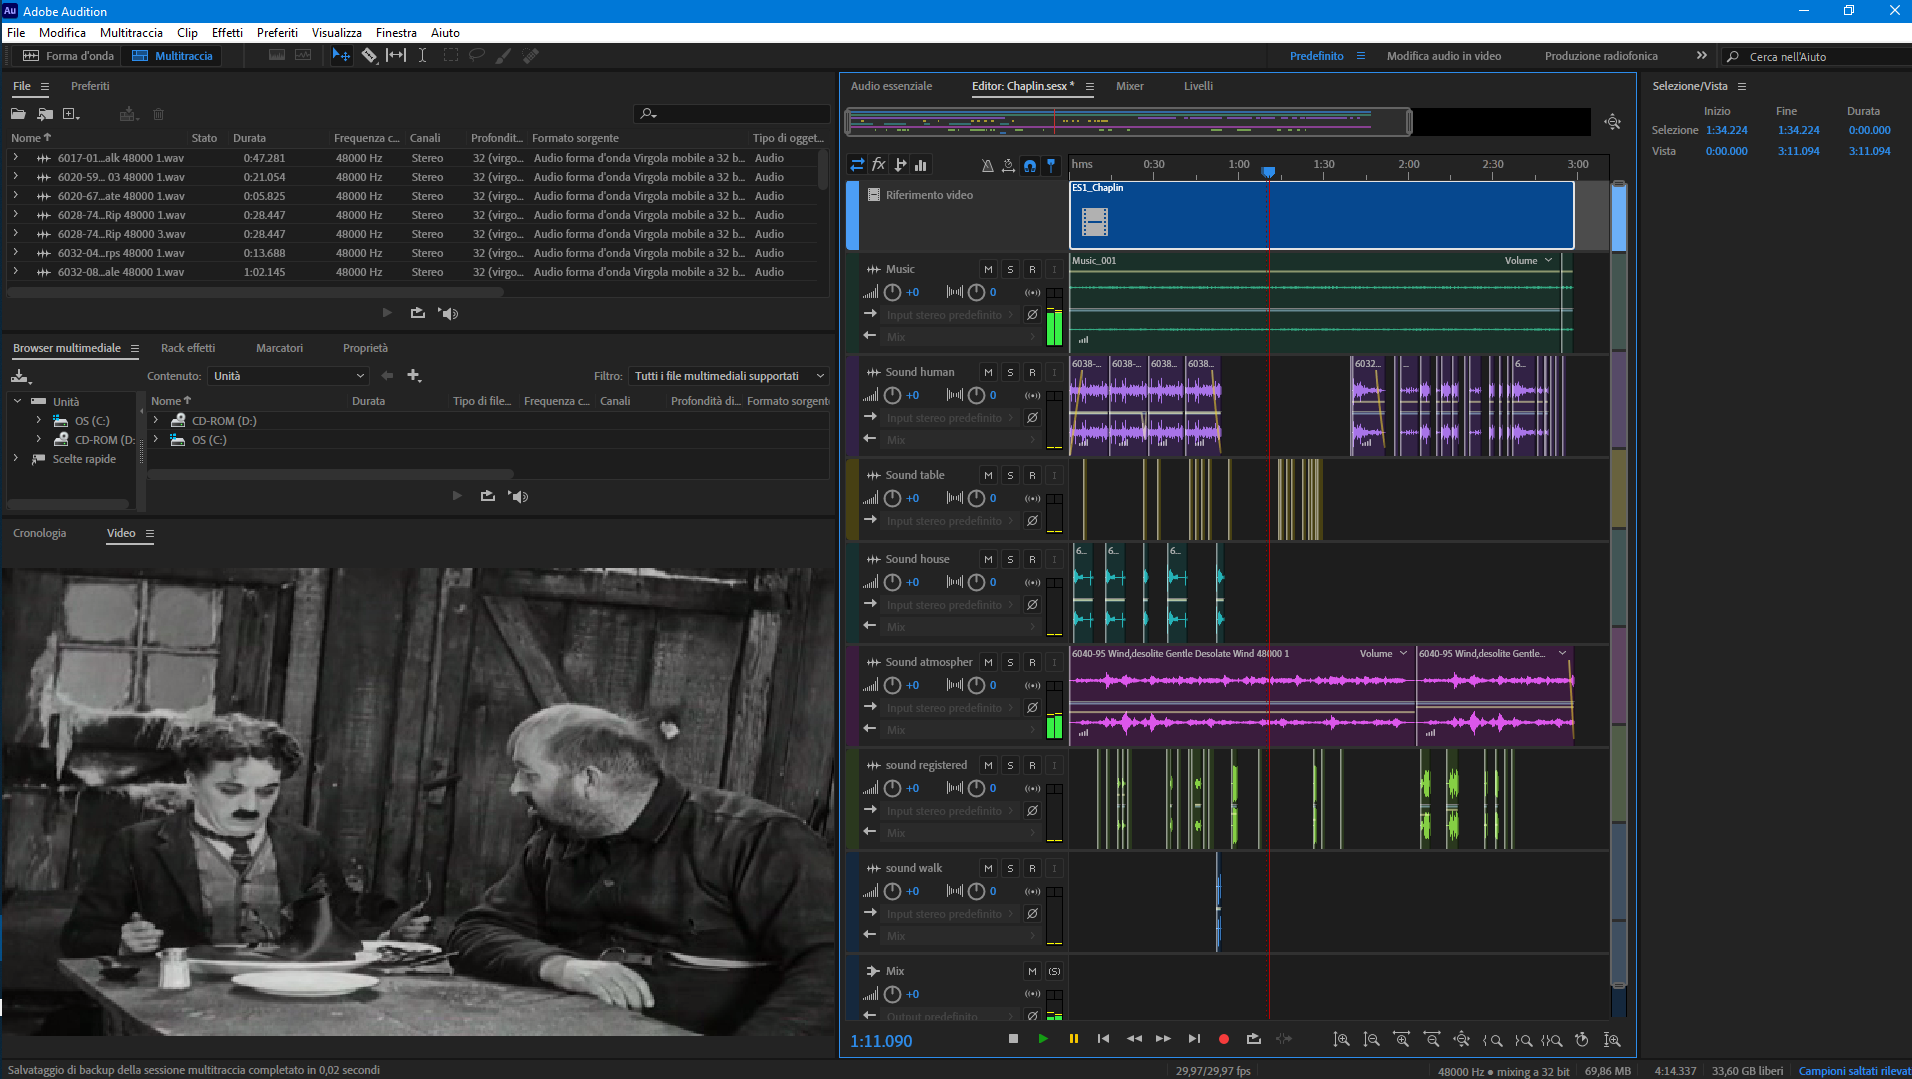 Au Adobe Audition
File Modifica Multitraccia Clip Effetti Preferiti Visualizza Finestra Aiuto
Forma d'onda Multitraccia Predefinito Modifica audio in video Produzione radiofonica Cerca nell'Aiuto
File Preferiti
Nome Stato Durata Frequenza c... Canali Profondit... Formato sorgente Tipo di ogget...
6017-01...alk 48000 1.wav 0:47.281 48000 Hz Stereo 32 (virgo... Audio forma d'onda Virgola mobile a 32 b... Audio
6020-59... 03 48000 1.wav 0:21.054 48000 Hz Stereo 32 (virgo... Audio forma d'onda Virgola mobile a 32 b... Audio
6020-67...ate 48000 1.wav 0:05.825 48000 Hz Stereo 32 (virgo... Audio forma d'onda Virgola mobile a 32 b... Audio
6028-74...Rip 48000 1.wav 0:28.447 48000 Hz Stereo 32 (virgo... Audio forma d'onda Virgola mobile a 32 b... Audio
6028-74...Rip 48000 3.wav 0:28.447 48000 Hz Stereo 32 (virgo... Audio forma d'onda Virgola mobile a 32 b... Audio
6032-04...rps 48000 1.wav 0:13.688 48000 Hz Stereo 32 (virgo... Audio forma d'onda Virgola mobile a 32 b... Audio
6032-08...ale 48000 1.wav 1:02.145 48000 Hz Stereo 32 (virgo... Audio forma d'onda Virgola mobile a 32 b... Audio
Browser multimediale Rack effetti Marcatori Proprietà
Contenuto: Unità Filtro: Tutti i file multimediali supportati
Unità
OS (C:)
CD-ROM (D:
Scelte rapide
Nome Durata Tipo di file... Frequenza c... Canali Profondità di... Formato sorgente
CD-ROM (D:)
OS (C:)
Cronologia Video
Audio essenziale Editor: Chaplin.sesx * Mixer Livelli
fx
hms 0:30 1:00 1:30 2:00 2:30 3:00
Riferimento video
ES1_Chaplin
Music M S R I
+0 0
Input stereo predefinito
Mix
Music_001 Volume
Sound human M S R I
+0 0
Input stereo predefinito
Mix
6038-... 6038-... 6038... 6038... 6032... ... 6...
Sound table M S R I
+0 0
Input stereo predefinito
Sound house M S R I
+0 0
Input stereo predefinito
Mix
6... 6... 6...
Sound atmospher M S R I
+0 0
Input stereo predefinito
Mix
6040-95 Wind,desolite Gentle Desolate Wind 48000 1 Volume 6040-95 Wind,desolite Gentle...
sound registered M S R I
+0 0
Input stereo predefinito
Mix
sound walk M S R I
+0 0
Input stereo predefinito
Mix
Mix M (S)
+0
Output predefinito
1:11.090
Selezione/Vista
Inizio Fine Durata
Selezione 1:34.224 1:34.224 0:00.000
Vista 0:00.000 3:11.094 3:11.094
Salvataggio di backup della sessione multitraccia completato in 0,02 secondi 29,97/29,97 fps 48000 Hz ● mixing a 32 bit 69,86 MB 4:14.337 33,60 GB liberi Campioni saltati rilevat